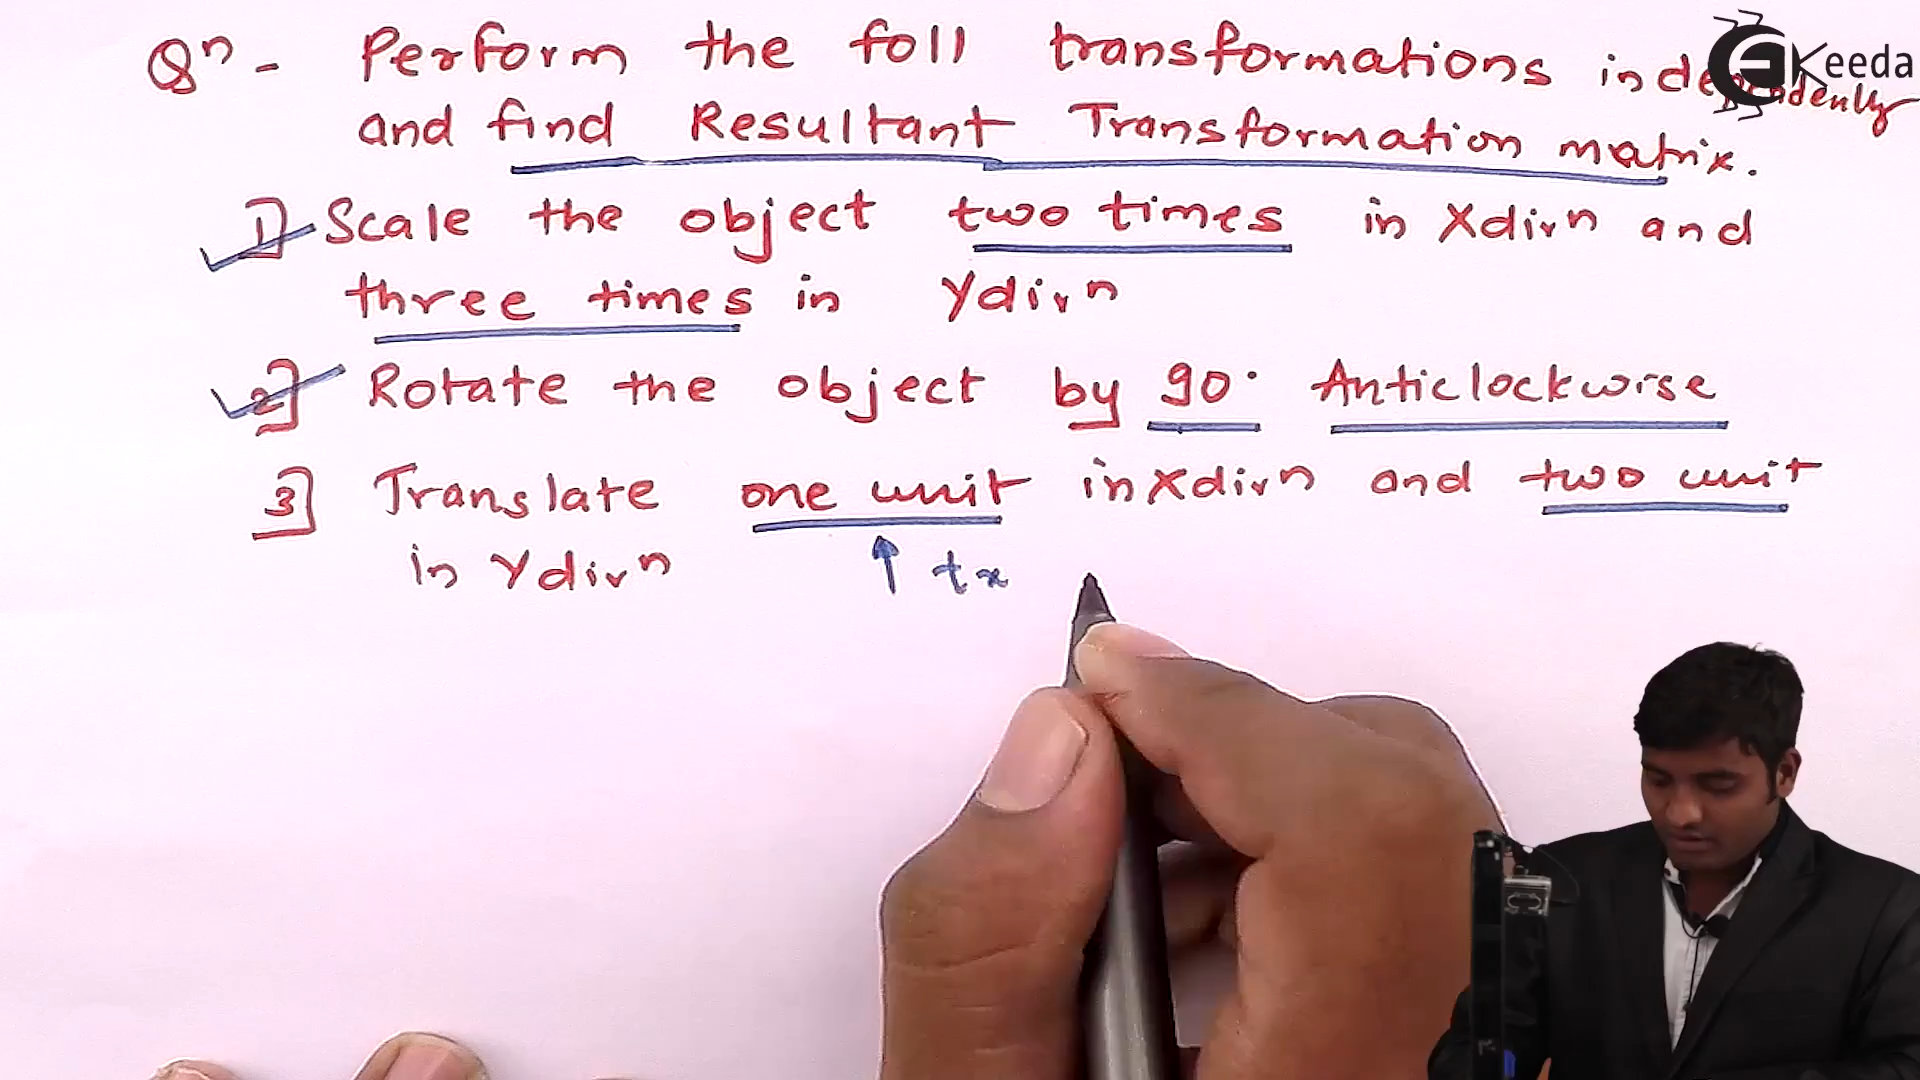 Qn - Perform the foll transformations independently
and find Resultant Transformation matrix.
1] Scale the object two times in Xdirn and
three times in Ydirn
2] Rotate the object by 90° Anticlockwise
3] Translate one unit in Xdirn and two unit
in Ydirn
↑ tx
EKeeda